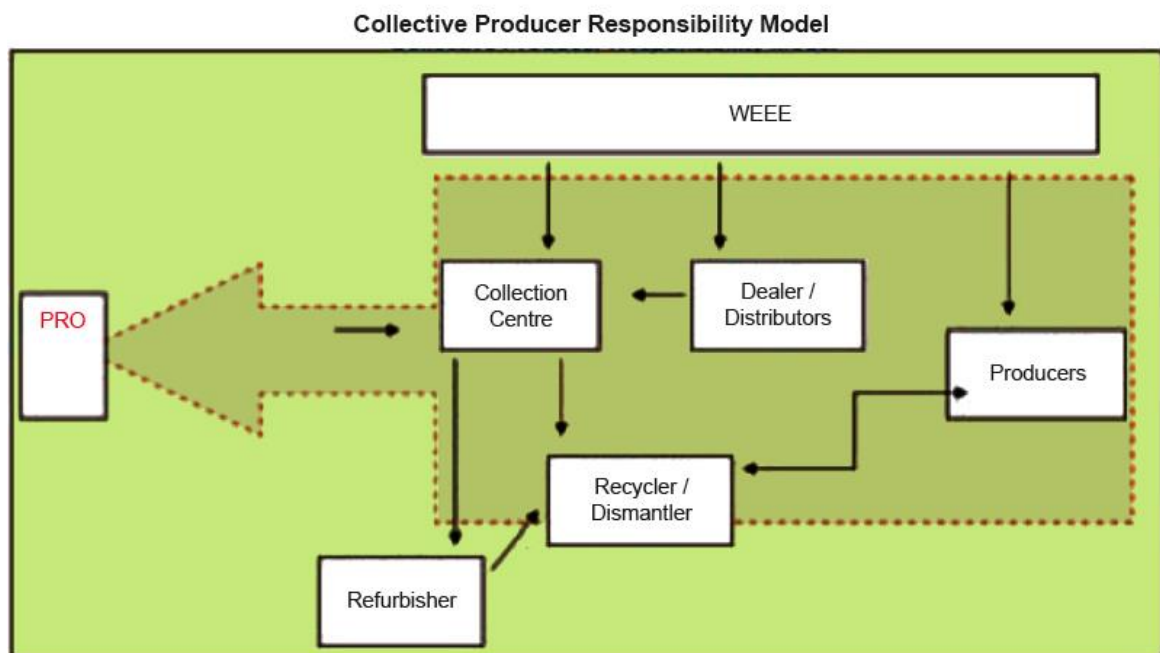 Collective Producer Responsibility Model
WEEE
Collection
Centre
Dealer /
Distributors
PRO
Producers
Recycler /
Dismantler
Refurbisher